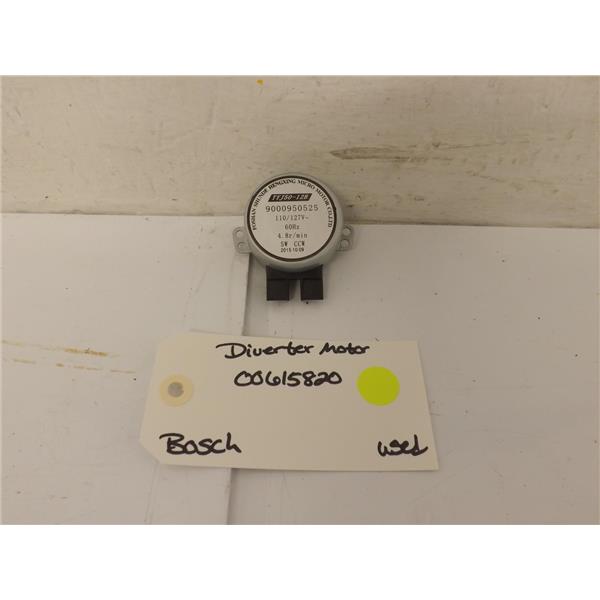 FOSHAN SHUNDE HENGXING MICRO MOTOR CO.,LTD
TYJ50-12B
9000950525
110/127V~
60Hz
4.8r/min
5W CCW
2015 10 09
Diverter Motor
00615820
Bosch
used